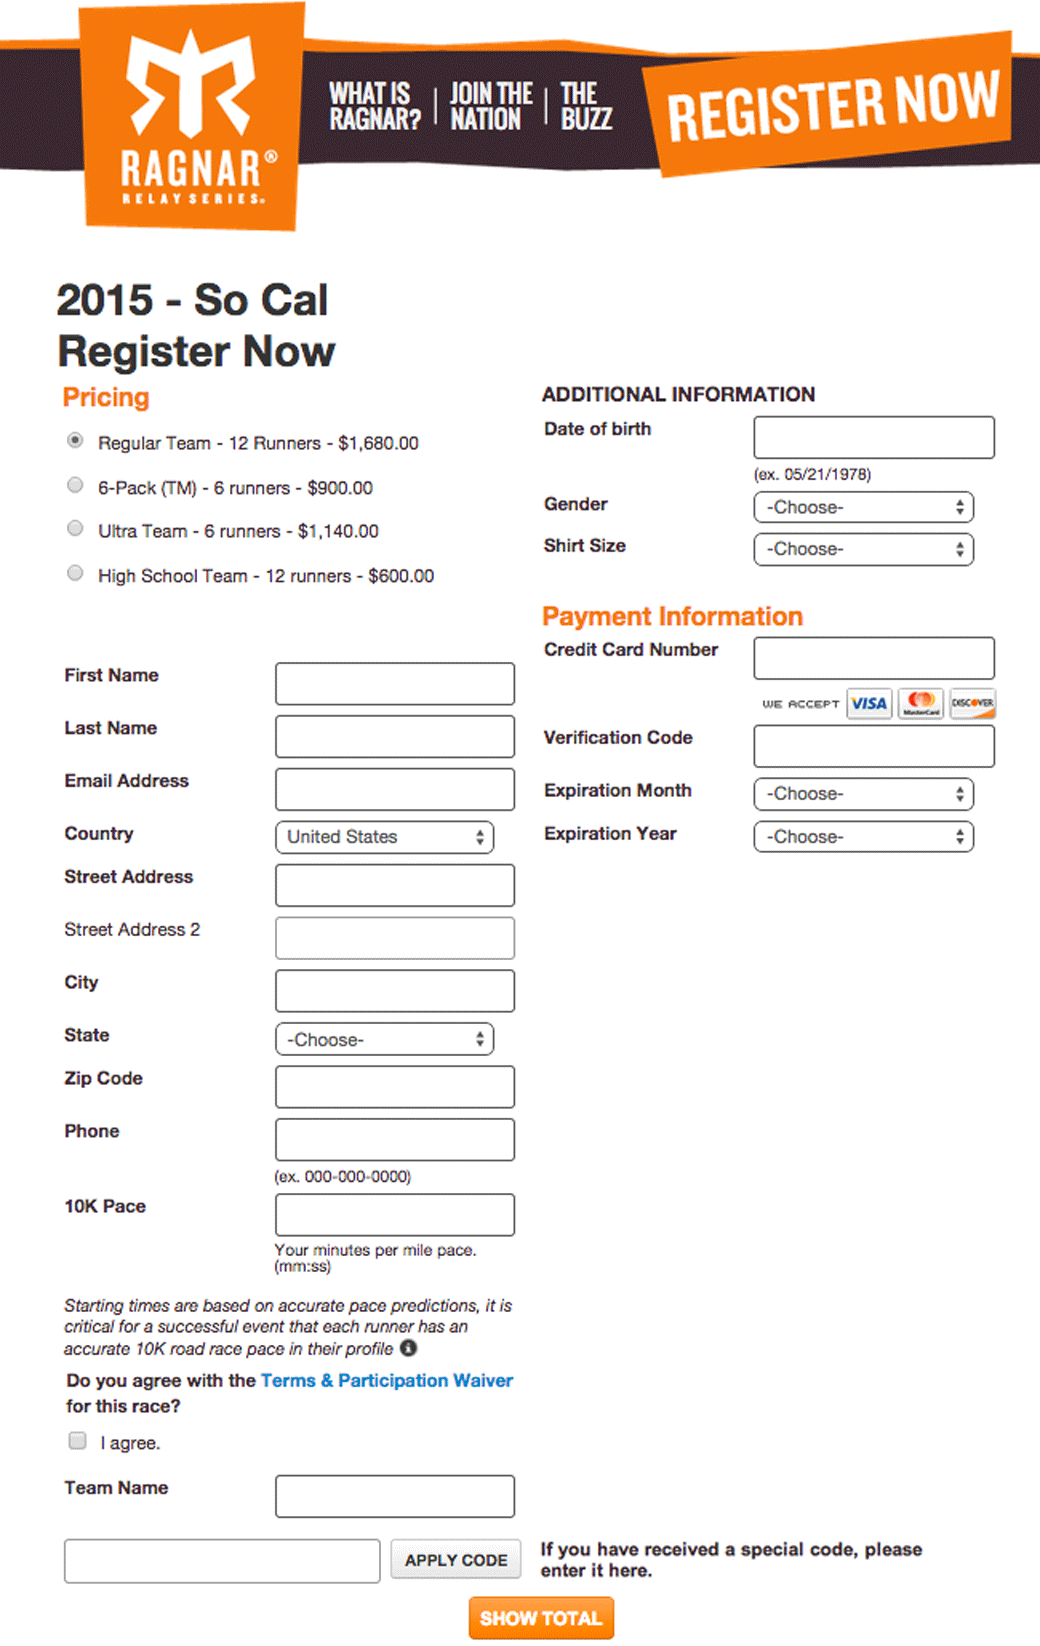 WHAT IS
RAGNAR?
JOIN THE
NATION
THE
BUZZ
REGISTER NOW
RAGNAR®
RELAY SERIES.
2015 - So Cal
Register Now
Pricing
Regular Team - 12 Runners - $1,680.00
6-Pack (TM) - 6 runners - $900.00
Ultra Team - 6 runners - $1,140.00
High School Team - 12 runners - $600.00
First Name
Last Name
Email Address
Country
United States
Street Address
Street Address 2
City
State
-Choose-
Zip Code
Phone
(ex. 000-000-0000)
10K Pace
Your minutes per mile pace.
(mm:ss)
Starting times are based on accurate pace predictions, it is
critical for a successful event that each runner has an
accurate 10K road race pace in their profile i
Do you agree with the Terms & Participation Waiver
for this race?
I agree.
Team Name
ADDITIONAL INFORMATION
Date of birth
(ex. 05/21/1978)
Gender
-Choose-
Shirt Size
-Choose-
Payment Information
Credit Card Number
WE ACCEPT VISA MasterCard DISCOVER
Verification Code
Expiration Month
-Choose-
Expiration Year
-Choose-
APPLY CODE
If you have received a special code, please
enter it here.
SHOW TOTAL